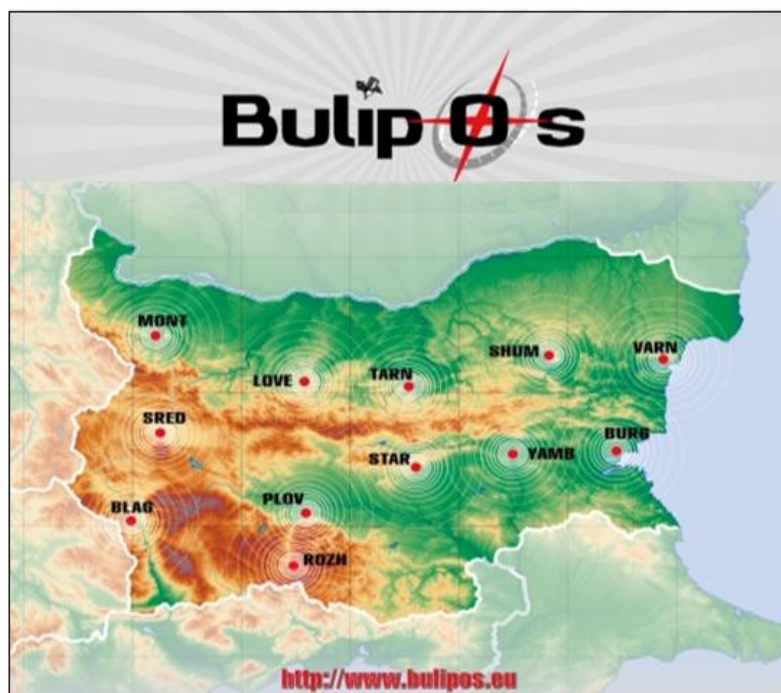 BulipOs
MONT
SHUM
VARN
LOVE
TARN
SRED
BURG
STAR
YAMB
PLOV
BLAG
ROZH
http://www.bulipos.eu